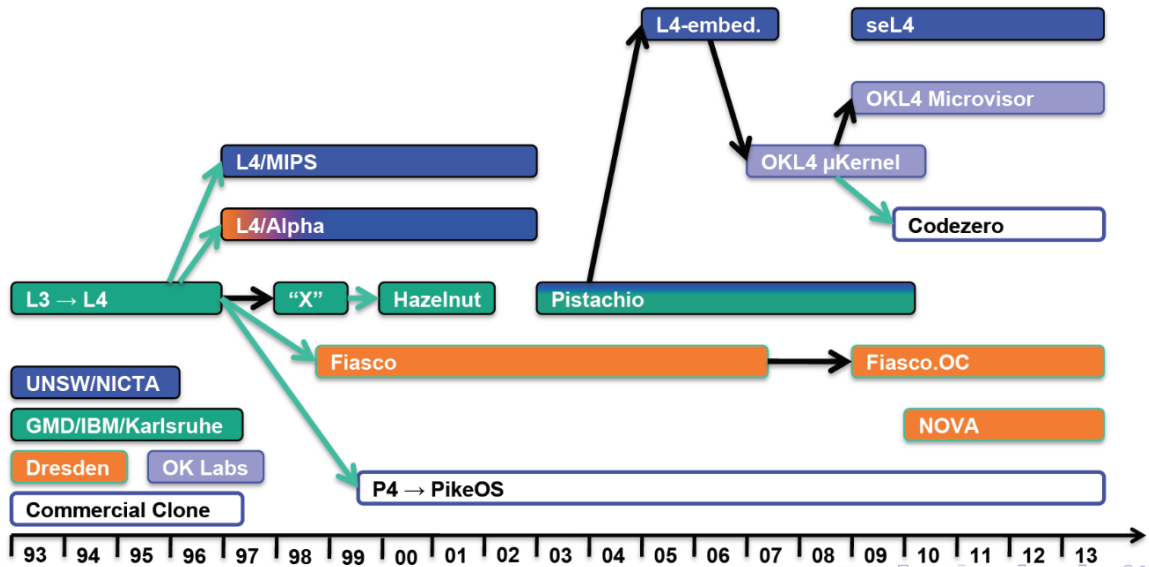 L4-embed.
seL4
OKL4 Microvisor
L4/MIPS
OKL4 µKernel
L4/Alpha
Codezero
L3 → L4
“X”
Hazelnut
Pistachio
Fiasco
Fiasco.OC
UNSW/NICTA
GMD/IBM/Karlsruhe
NOVA
Dresden
OK Labs
P4 → PikeOS
Commercial Clone
93 94 95 96 97 98 99 00 01 02 03 04 05 06 07 08 09 10 11 12 13